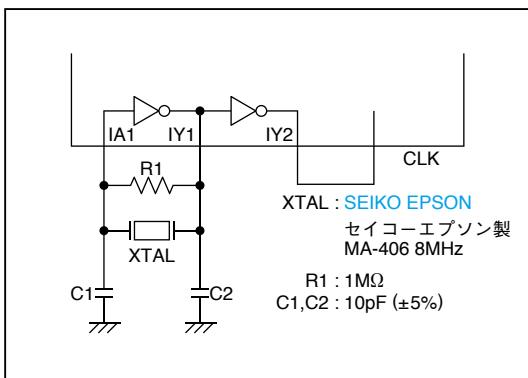 IA1 IY1 IY2
CLK
R1
XTAL : SEIKO EPSON
セイコーエプソン製
MA-406 8MHz
XTAL
R1 : 1MΩ
C1 C2 C1,C2 : 10pF (±5%)